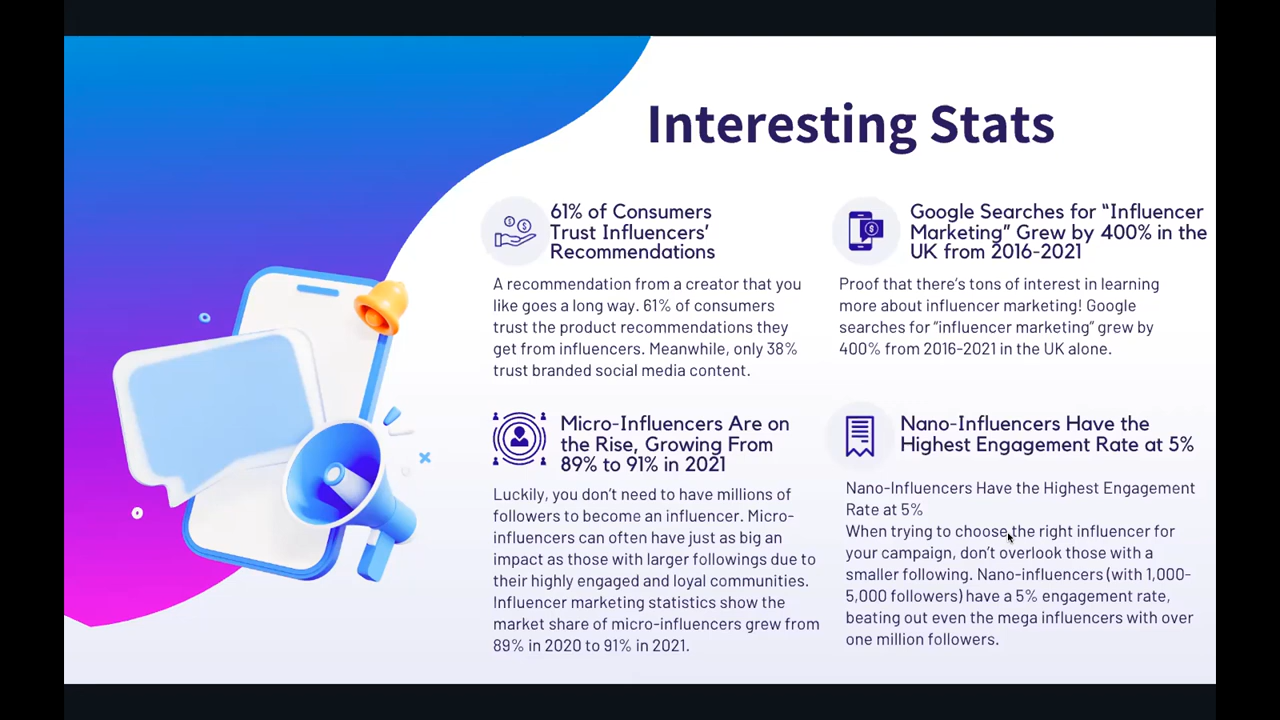 Interesting Stats
61% of Consumers
Trust Influencers’
Recommendations
A recommendation from a creator that you
like goes a long way. 61% of consumers
trust the product recommendations they
get from influencers. Meanwhile, only 38%
trust branded social media content.
Google Searches for “Influencer
Marketing” Grew by 400% in the
UK from 2016-2021
Proof that there’s tons of interest in learning
more about influencer marketing! Google
searches for “influencer marketing” grew by
400% from 2016-2021 in the UK alone.
Micro-Influencers Are on
the Rise, Growing From
89% to 91% in 2021
Luckily, you don’t need to have millions of
followers to become an influencer. Micro-
influencers can often have just as big an
impact as those with larger followings due to
their highly engaged and loyal communities.
Influencer marketing statistics show the
market share of micro-influencers grew from
89% in 2020 to 91% in 2021.
Nano-Influencers Have the
Highest Engagement Rate at 5%
Nano-Influencers Have the Highest Engagement
Rate at 5%
When trying to choose the right influencer for
your campaign, don’t overlook those with a
smaller following. Nano-influencers (with 1,000-
5,000 followers) have a 5% engagement rate,
beating out even the mega influencers with over
one million followers.